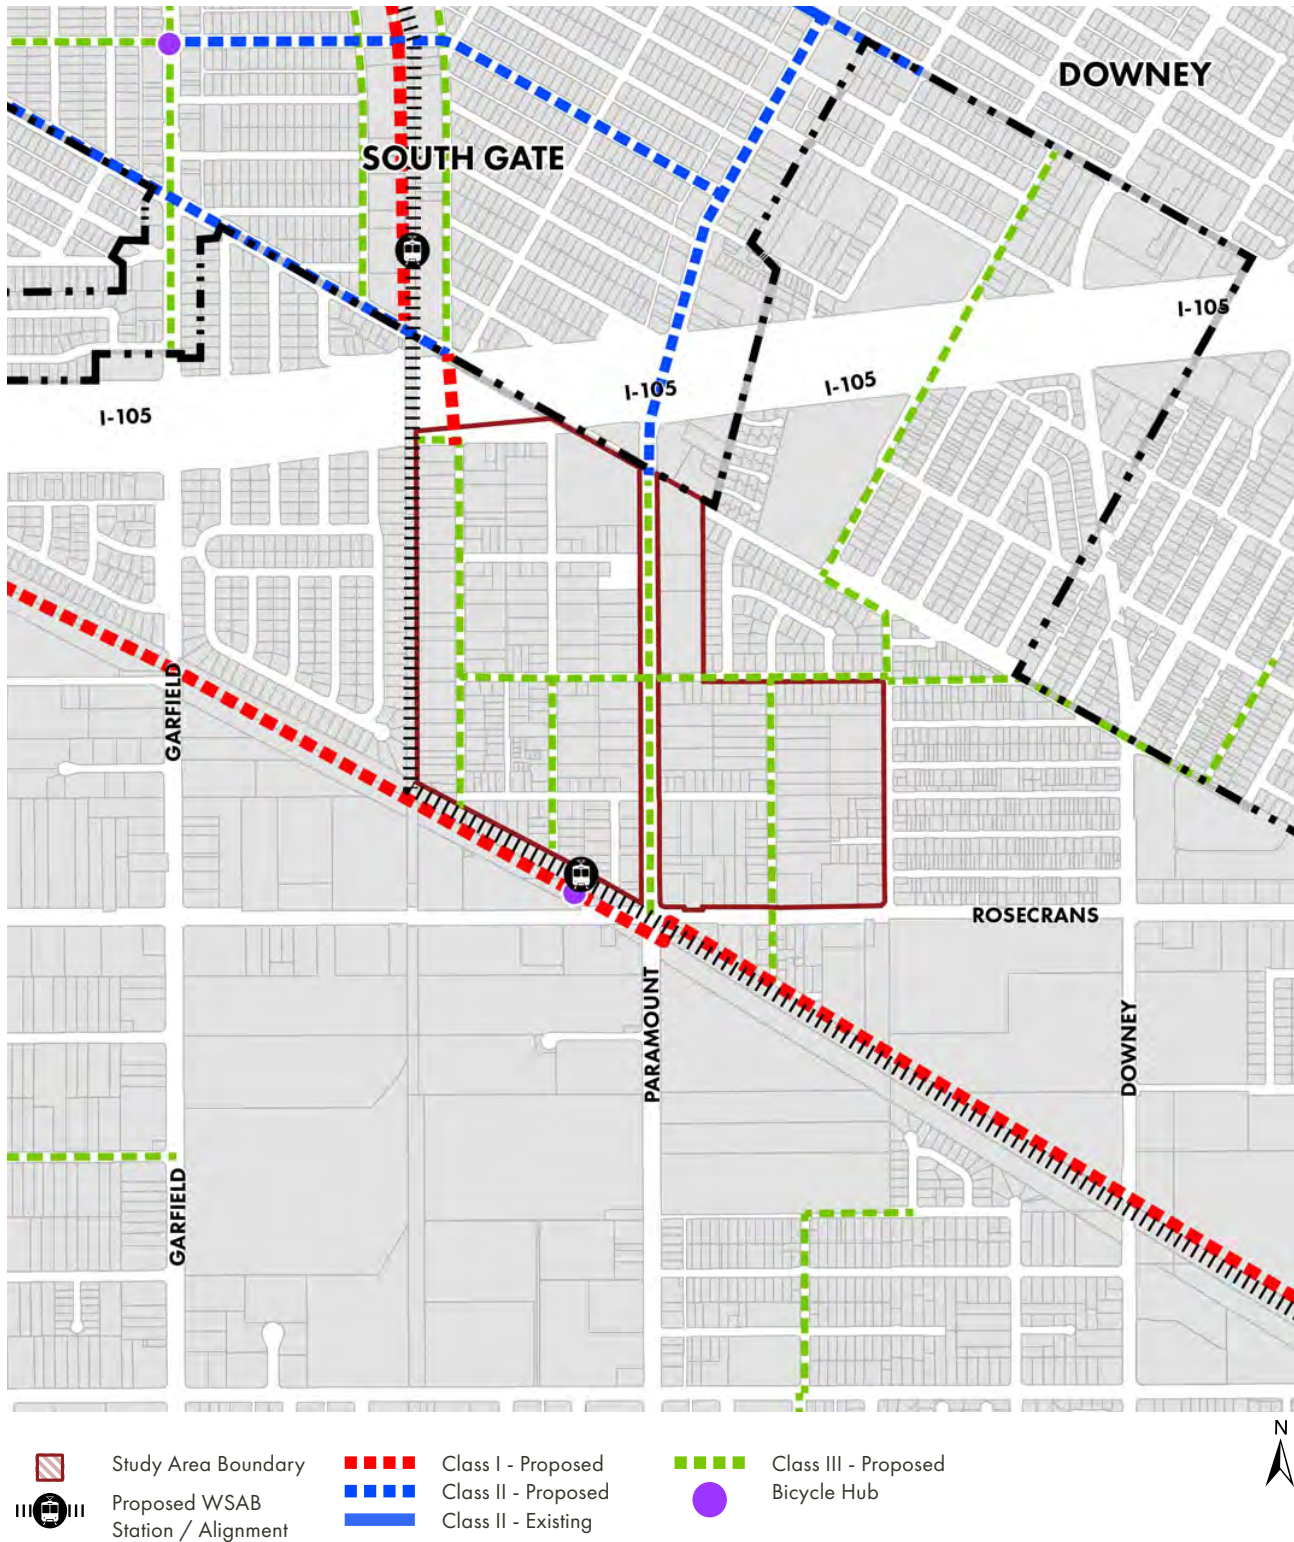 DOWNEY
SOUTH GATE
I-105
I-105
I-105
I-105
GARFIELD
ROSECRANS
PARAMOUNT
DOWNEY
GARFIELD
N
Study Area Boundary
Proposed WSAB
Station / Alignment
Class I - Proposed
Class II - Proposed
Class II - Existing
Class III - Proposed
Bicycle Hub